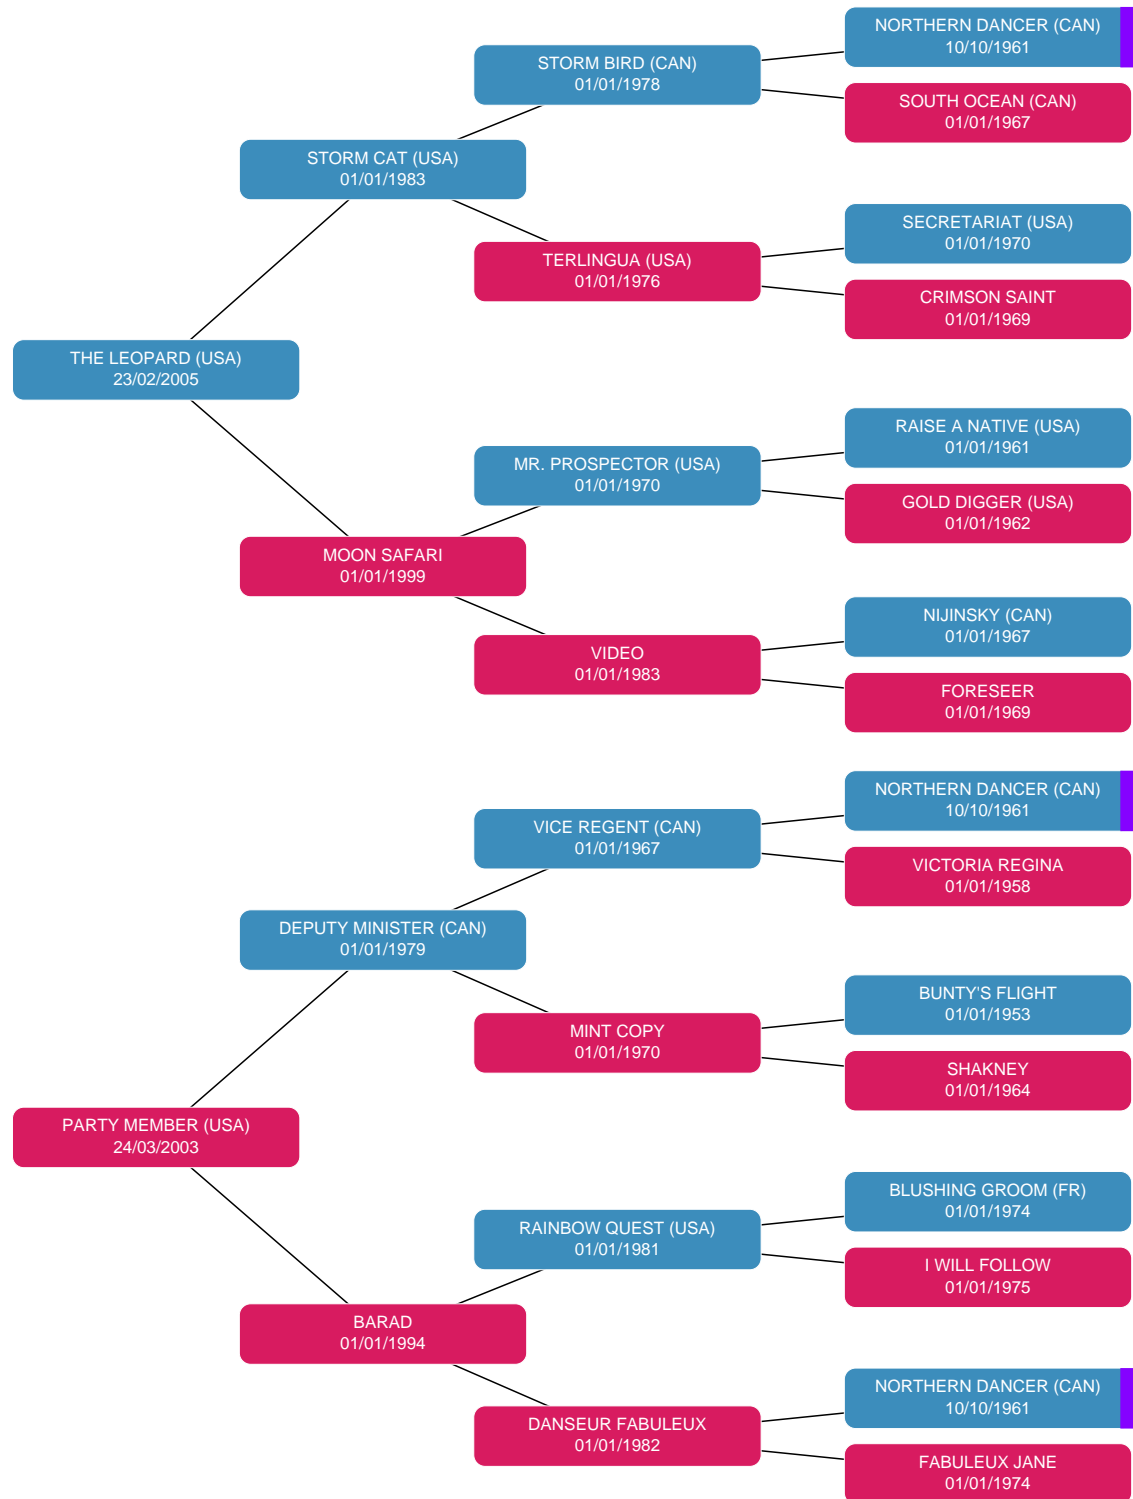 NORTHERN DANCER (CAN)
10/10/1961
STORM BIRD (CAN)
01/01/1978
SOUTH OCEAN (CAN)
01/01/1967
STORM CAT (USA)
01/01/1983
SECRETARIAT (USA)
01/01/1970
TERLINGUA (USA)
01/01/1976
CRIMSON SAINT
01/01/1969
THE LEOPARD (USA)
23/02/2005
RAISE A NATIVE (USA)
01/01/1961
MR. PROSPECTOR (USA)
01/01/1970
GOLD DIGGER (USA)
01/01/1962
MOON SAFARI
01/01/1999
NIJINSKY (CAN)
01/01/1967
VIDEO
01/01/1983
FORESEER
01/01/1969
NORTHERN DANCER (CAN)
10/10/1961
VICE REGENT (CAN)
01/01/1967
VICTORIA REGINA
01/01/1958
DEPUTY MINISTER (CAN)
01/01/1979
BUNTY'S FLIGHT
01/01/1953
MINT COPY
01/01/1970
SHAKNEY
01/01/1964
PARTY MEMBER (USA)
24/03/2003
BLUSHING GROOM (FR)
01/01/1974
RAINBOW QUEST (USA)
01/01/1981
I WILL FOLLOW
01/01/1975
BARAD
01/01/1994
NORTHERN DANCER (CAN)
10/10/1961
DANSEUR FABULEUX
01/01/1982
FABULEUX JANE
01/01/1974